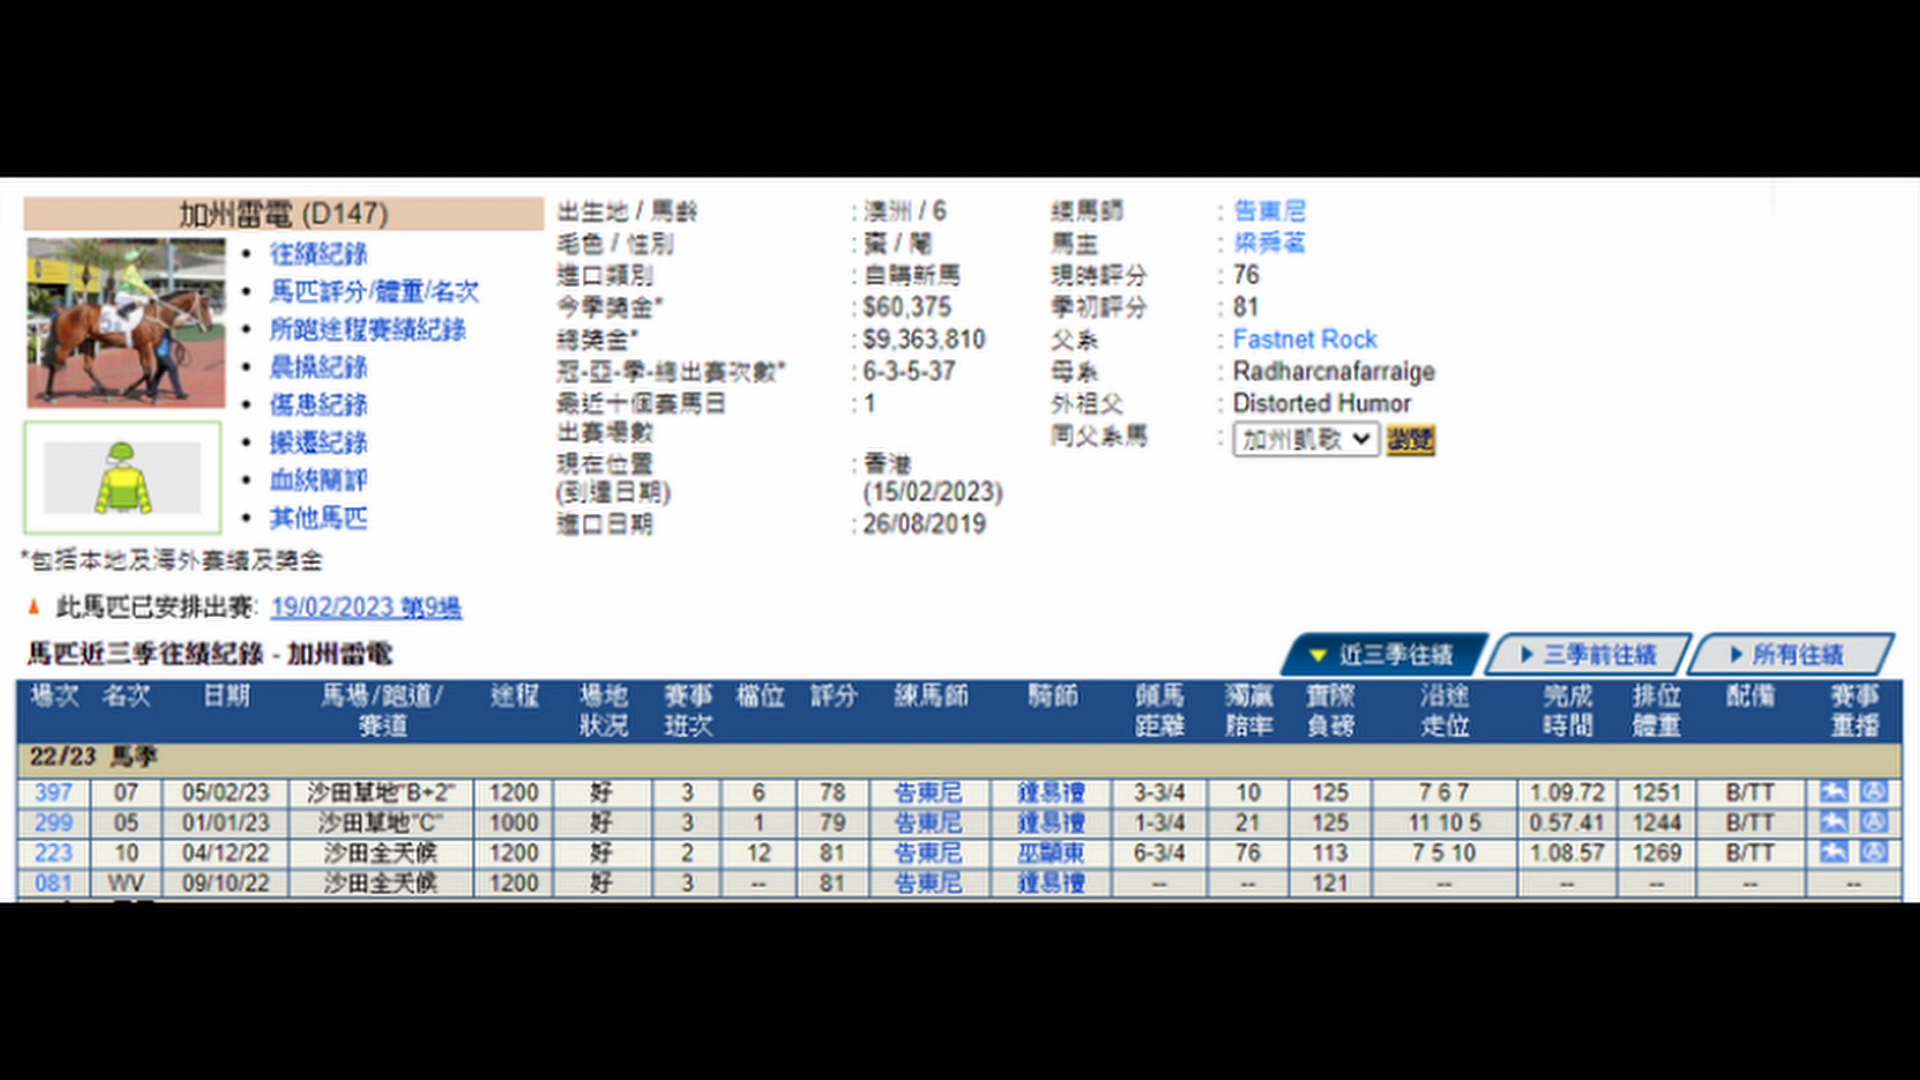 加州雷電 (D147)
• 往績紀錄
• 馬匹評分/體重/名次
• 所跑途程賽績紀錄
• 晨操紀錄
• 傷患紀錄
• 搬遷紀錄
• 血統簡評
• 其他馬匹
*包括本地及海外賽績及獎金
出生地 / 馬齡 : 澳洲 / 6
毛色 / 性別 : 棗 / 閹
進口類別 : 自購新馬
今季獎金* : $60,375
總獎金* : $9,363,810
冠-亞-季-總出賽次數* : 6-3-5-37
最近十個賽馬日 : 1
出賽場數
現在位置 : 香港
(到達日期) (15/02/2023)
進口日期 : 26/08/2019
練馬師 : 告東尼
馬主 : 梁舜茗
現時評分 : 76
季初評分 : 81
父系 : Fastnet Rock
母系 : Radharcnafarraige
外祖父 : Distorted Humor
同父系馬 : 加州凱歌 瀏覽
此馬匹已安排出賽: 19/02/2023 第9場
馬匹近三季往績紀錄 - 加州雷電
近三季往績 三季前往績 所有往績
場次 名次 日期 馬場/跑道/ 途程 場地 賽事 檔位 評分 練馬師 騎師 頭馬 獨贏 實際 沿途 完成 排位 配備 賽事
賽道 狀況 班次 距離 賠率 負磅 走位 時間 體重 重播
22/23 馬季
397 07 05/02/23 沙田草地"B+2" 1200 好 3 6 78 告東尼 鍾易禮 3-3/4 10 125 7 6 7 1.09.72 1251 B/TT
299 05 01/01/23 沙田草地"C" 1000 好 3 1 79 告東尼 鍾易禮 1-3/4 21 125 11 10 5 0.57.41 1244 B/TT
223 10 04/12/22 沙田全天候 1200 好 2 12 81 告東尼 巫顯東 6-3/4 76 113 7 5 10 1.08.57 1269 B/TT
081 WV 09/10/22 沙田全天候 1200 好 3 -- 81 告東尼 鍾易禮 -- -- 121 -- -- -- -- --